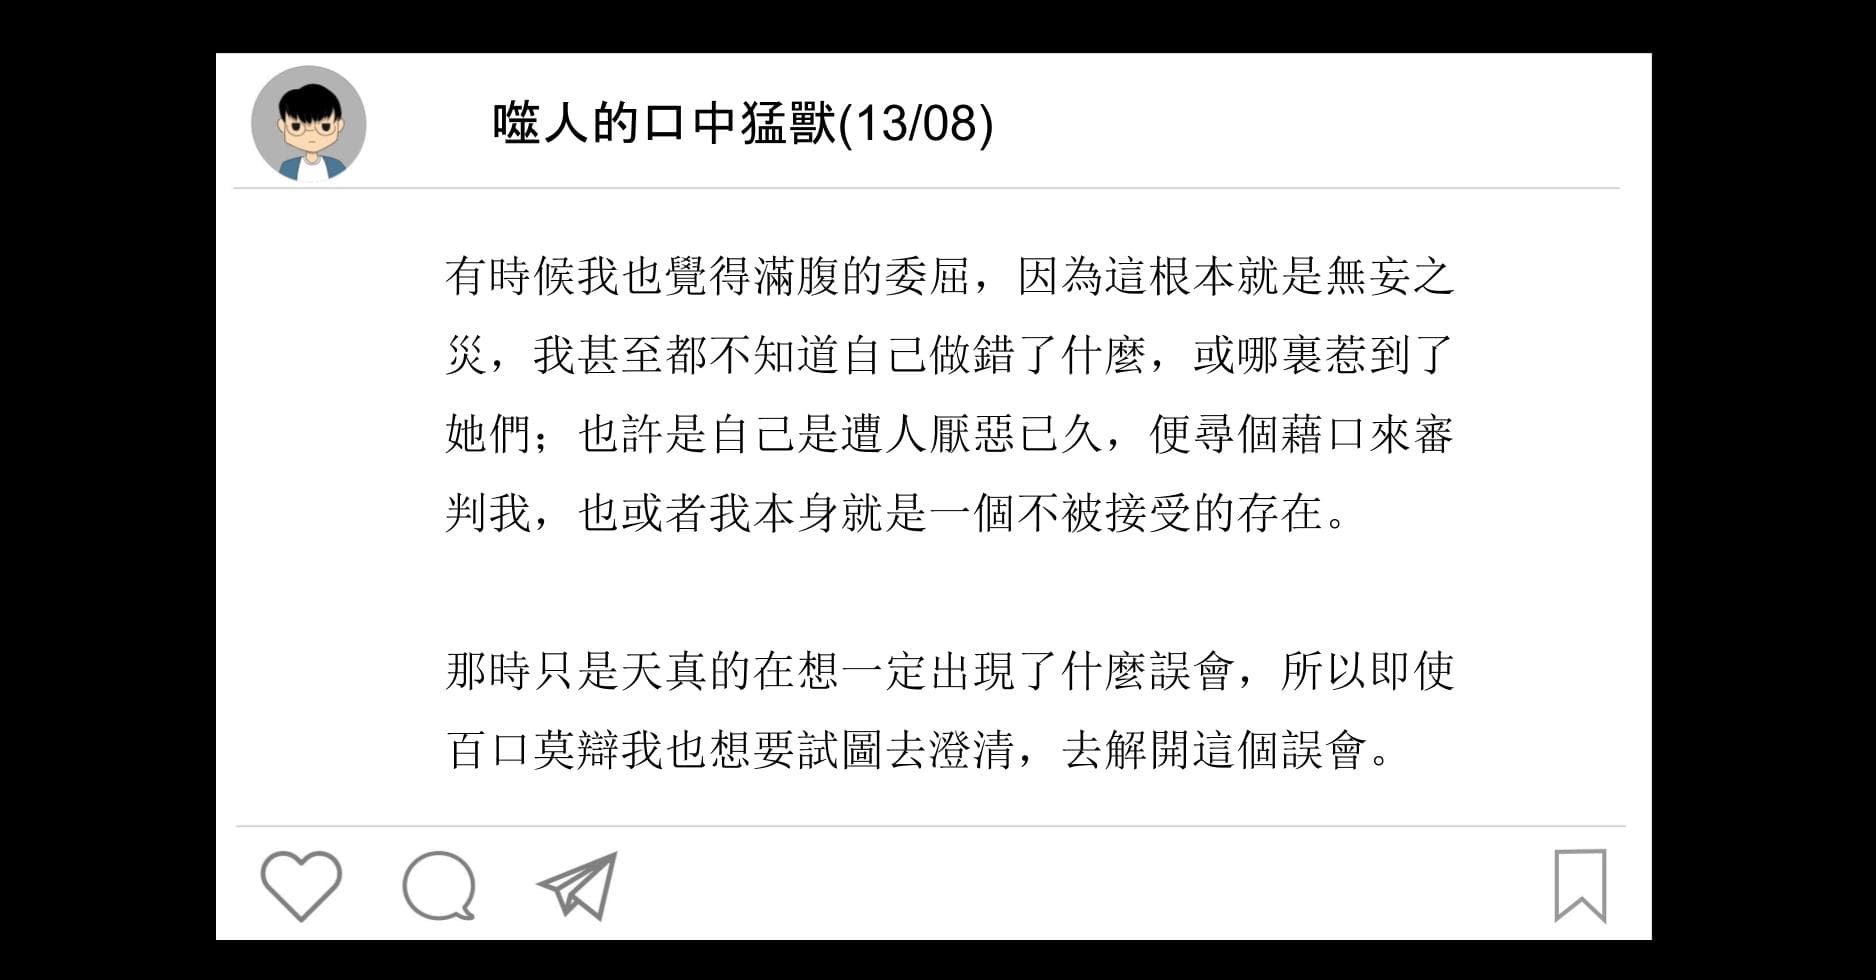 噬人的口中猛獸(13/08)
有時候我也覺得滿腹的委屈，因為這根本就是無妄之
災，我甚至都不知道自己做錯了什麼，或哪裏惹到了
她們；也許是自己是遭人厭惡已久，便尋個藉口來審
判我，也或者我本身就是一個不被接受的存在。
那時只是天真的在想一定出現了什麼誤會，所以即使
百口莫辯我也想要試圖去澄清，去解開這個誤會。